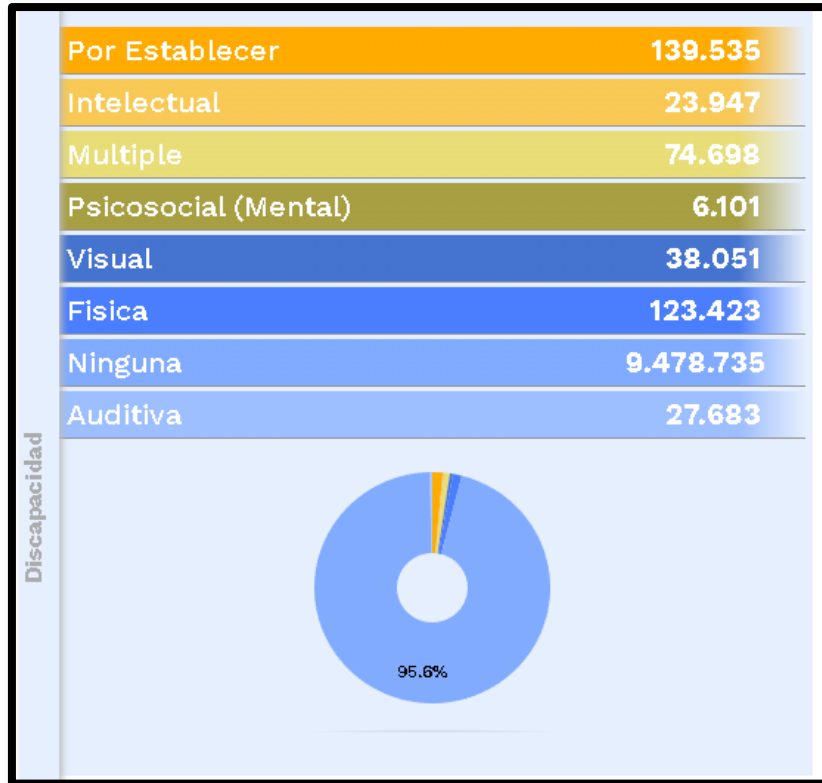 Por Establecer 139.535
Intelectual 23.947
Multiple 74.698
Psicosocial (Mental) 6.101
Visual 38.051
Fisica 123.423
Ninguna 9.478.735
Auditiva 27.683
Discapacidad
95.6%